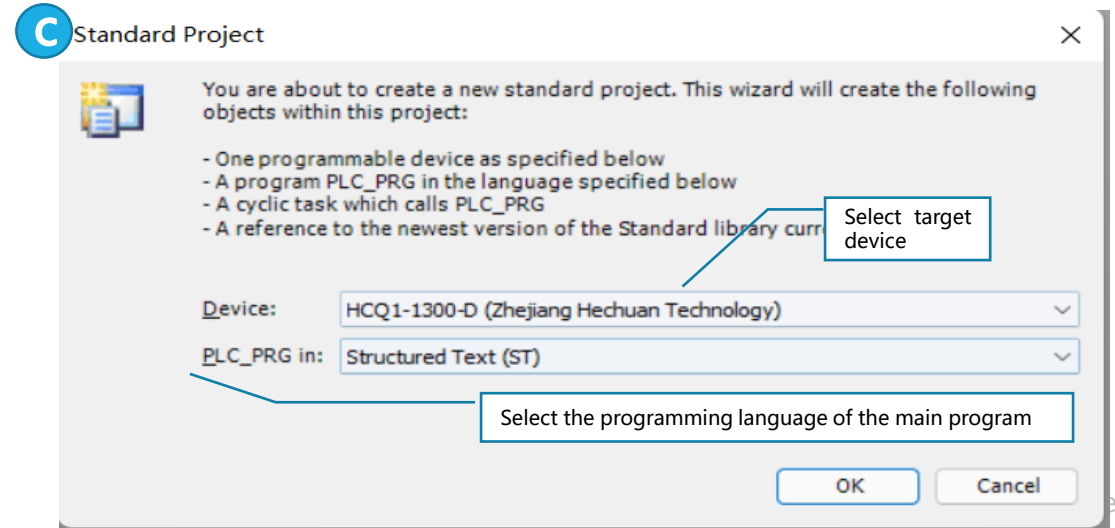 C
Standard Project
You are about to create a new standard project. This wizard will create the following
objects within this project:
- One programmable device as specified below
- A program PLC_PRG in the language specified below
- A cyclic task which calls PLC_PRG
- A reference to the newest version of the Standard library
Select target
device
Device:
HCQ1-1300-D (Zhejiang Hechuan Technology)
PLC_PRG in:
Structured Text (ST)
Select the programming language of the main program
OK
Cancel